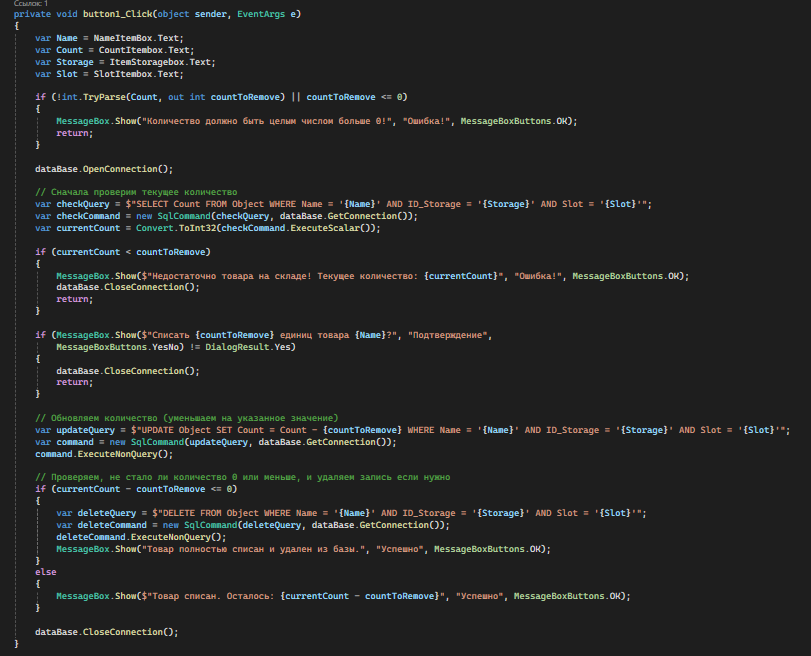 Ссылок: 1
private void button1_Click(object sender, EventArgs e)
{
    var Name = NameItemBox.Text;
    var Count = CountItembox.Text;
    var Storage = ItemStoragebox.Text;
    var Slot = SlotItembox.Text;

    if (!int.TryParse(Count, out int countToRemove) || countToRemove <= 0)
    {
        MessageBox.Show("Количество должно быть целым числом больше 0!", "Ошибка!", MessageBoxButtons.OK);
        return;
    }

    dataBase.OpenConnection();

    // Сначала проверим текущее количество
    var checkQuery = $"SELECT Count FROM Object WHERE Name = '{Name}' AND ID_Storage = '{Storage}' AND Slot = '{Slot}'";
    var checkCommand = new SqlCommand(checkQuery, dataBase.GetConnection());
    var currentCount = Convert.ToInt32(checkCommand.ExecuteScalar());

    if (currentCount < countToRemove)
    {
        MessageBox.Show($"Недостаточно товара на складе! Текущее количество: {currentCount}", "Ошибка!", MessageBoxButtons.OK);
        dataBase.CloseConnection();
        return;
    }

    if (MessageBox.Show($"Списать {countToRemove} единиц товара {Name}?", "Подтверждение",
        MessageBoxButtons.YesNo) != DialogResult.Yes)
    {
        dataBase.CloseConnection();
        return;
    }

    // Обновляем количество (уменьшаем на указанное значение)
    var updateQuery = $"UPDATE Object SET Count = Count - {countToRemove} WHERE Name = '{Name}' AND ID_Storage = '{Storage}' AND Slot = '{Slot}'";
    var command = new SqlCommand(updateQuery, dataBase.GetConnection());
    command.ExecuteNonQuery();

    // Проверяем, не стало ли количество 0 или меньше, и удаляем запись если нужно
    if (currentCount - countToRemove <= 0)
    {
        var deleteQuery = $"DELETE FROM Object WHERE Name = '{Name}' AND ID_Storage = '{Storage}' AND Slot = '{Slot}'";
        var deleteCommand = new SqlCommand(deleteQuery, dataBase.GetConnection());
        deleteCommand.ExecuteNonQuery();
        MessageBox.Show("Товар полностью списан и удален из базы.", "Успешно", MessageBoxButtons.OK);
    }
    else
    {
        MessageBox.Show($"Товар списан. Осталось: {currentCount - countToRemove}", "Успешно", MessageBoxButtons.OK);
    }

    dataBase.CloseConnection();
}